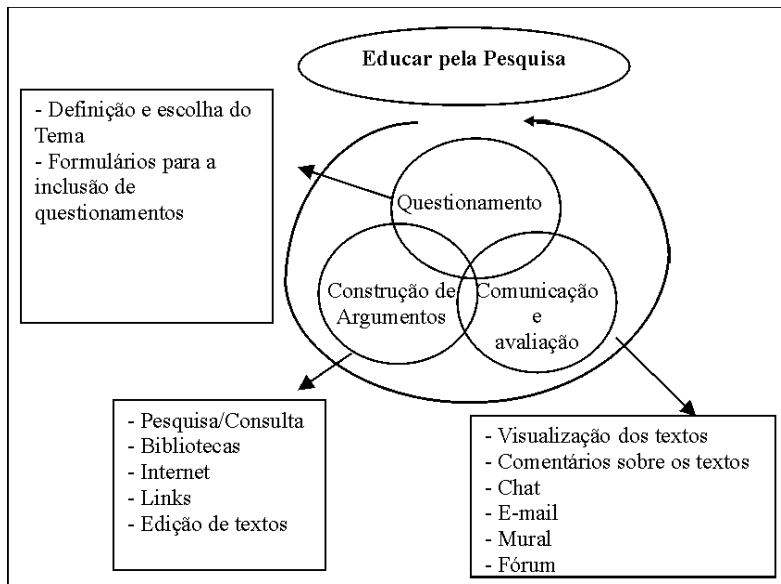 Educar pela Pesquisa
- Definição e escolha do
Tema
- Formulários para a
inclusão de
questionamentos
Questionamento
Construção de
Argumentos
Comunicação
e
avaliação
- Pesquisa/Consulta
- Bibliotecas
- Internet
- Links
- Edição de textos
- Visualização dos textos
- Comentários sobre os textos
- Chat
- E-mail
- Mural
- Fórum